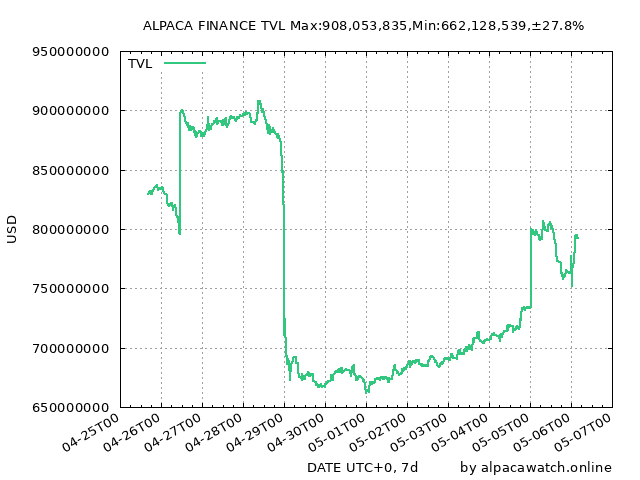 ALPACA FINANCE TVL Max:908,053,835,Min:662,128,539,±27.8%
TVL
950000000
900000000
850000000
800000000
750000000
700000000
650000000
USD
04-25T00
04-26T00
04-27T00
04-28T00
04-29T00
04-30T00
05-01T00
05-02T00
05-03T00
05-04T00
05-05T00
05-06T00
05-07T00
DATE UTC+0, 7d
by alpacawatch.online